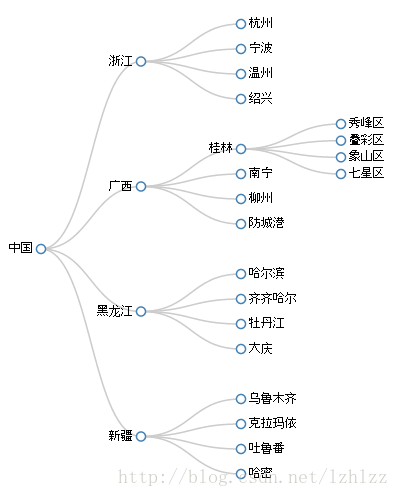 杭州
宁波
浙江
温州
绍兴
秀峰区
叠彩区
桂林
象山区
七星区
南宁
广西
柳州
防城港
中国
哈尔滨
齐齐哈尔
黑龙江
牡丹江
大庆
乌鲁木齐
克拉玛依
新疆
吐鲁番
哈密
http://blog.csdn.net/lzhlzz